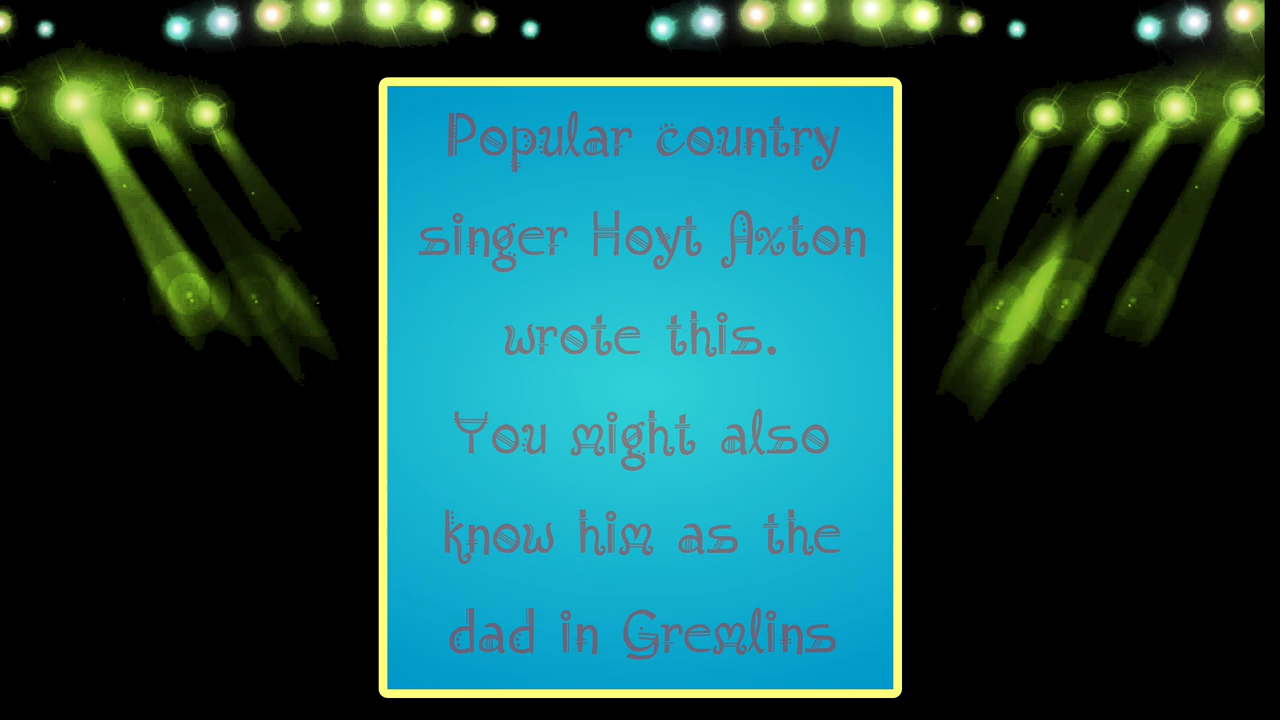 Popular country
singer Hoyt Axton
wrote this.
You might also
know him as the
dad in Gremlins